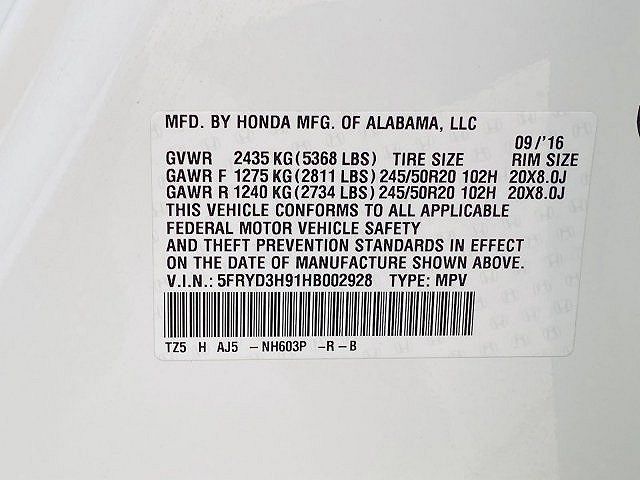 MFD. BY HONDA MFG. OF ALABAMA, LLC
09/'16
GVWR 2435 KG(5368 LBS) TIRE SIZE RIM SIZE
GAWR F 1275 KG(2811 LBS) 245/50R20 102H 20X8.0J
GAWR R 1240 KG(2734 LBS) 245/50R20 102H 20X8.0J
THIS VEHICLE CONFORMS TO ALL APPLICABLE
FEDERAL MOTOR VEHICLE SAFETY
AND THEFT PREVENTION STANDARDS IN EFFECT
ON THE DATE OF MANUFACTURE SHOWN ABOVE.
V.I.N.: 5FRYD3H91HB002928 TYPE: MPV
TZ5 H AJ5 -NH603P -R-B